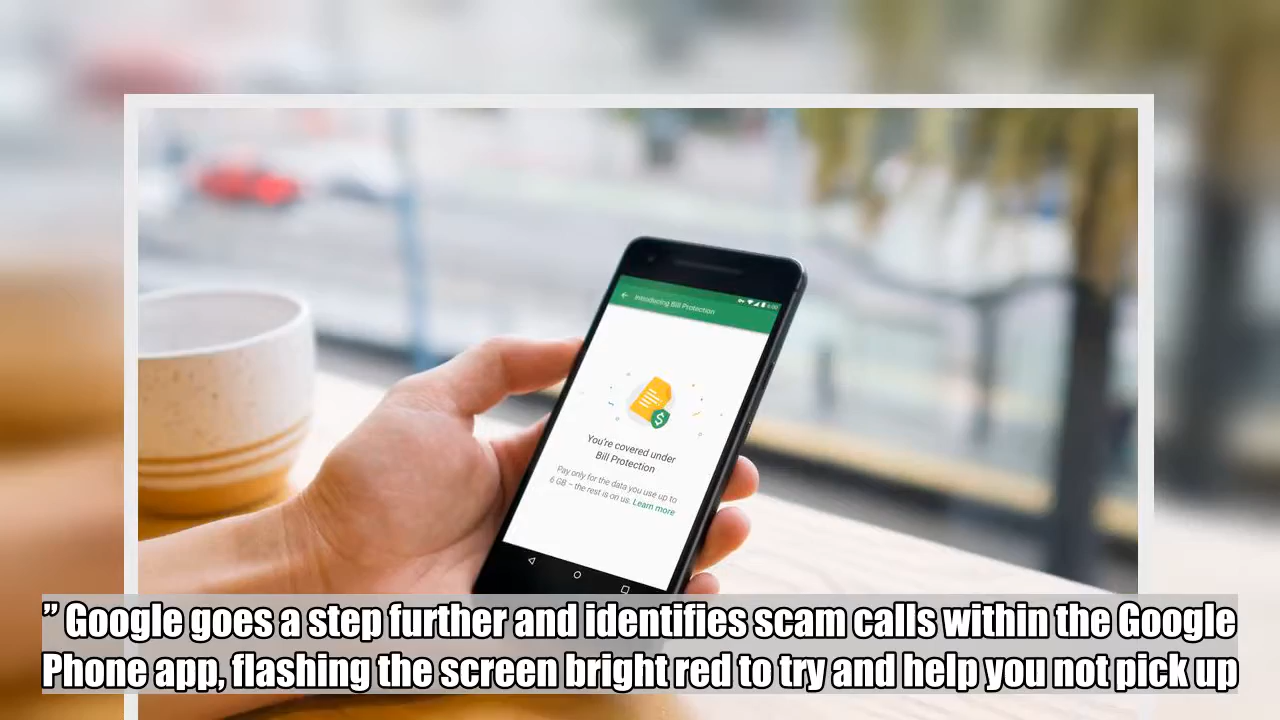 Introducing Bill Protection
You're covered under
Bill Protection
Pay only for the data you use up to
6 GB – the rest is on us. Learn more
” Google goes a step further and identifies scam calls within the Google
Phone app, flashing the screen bright red to try and help you not pick up